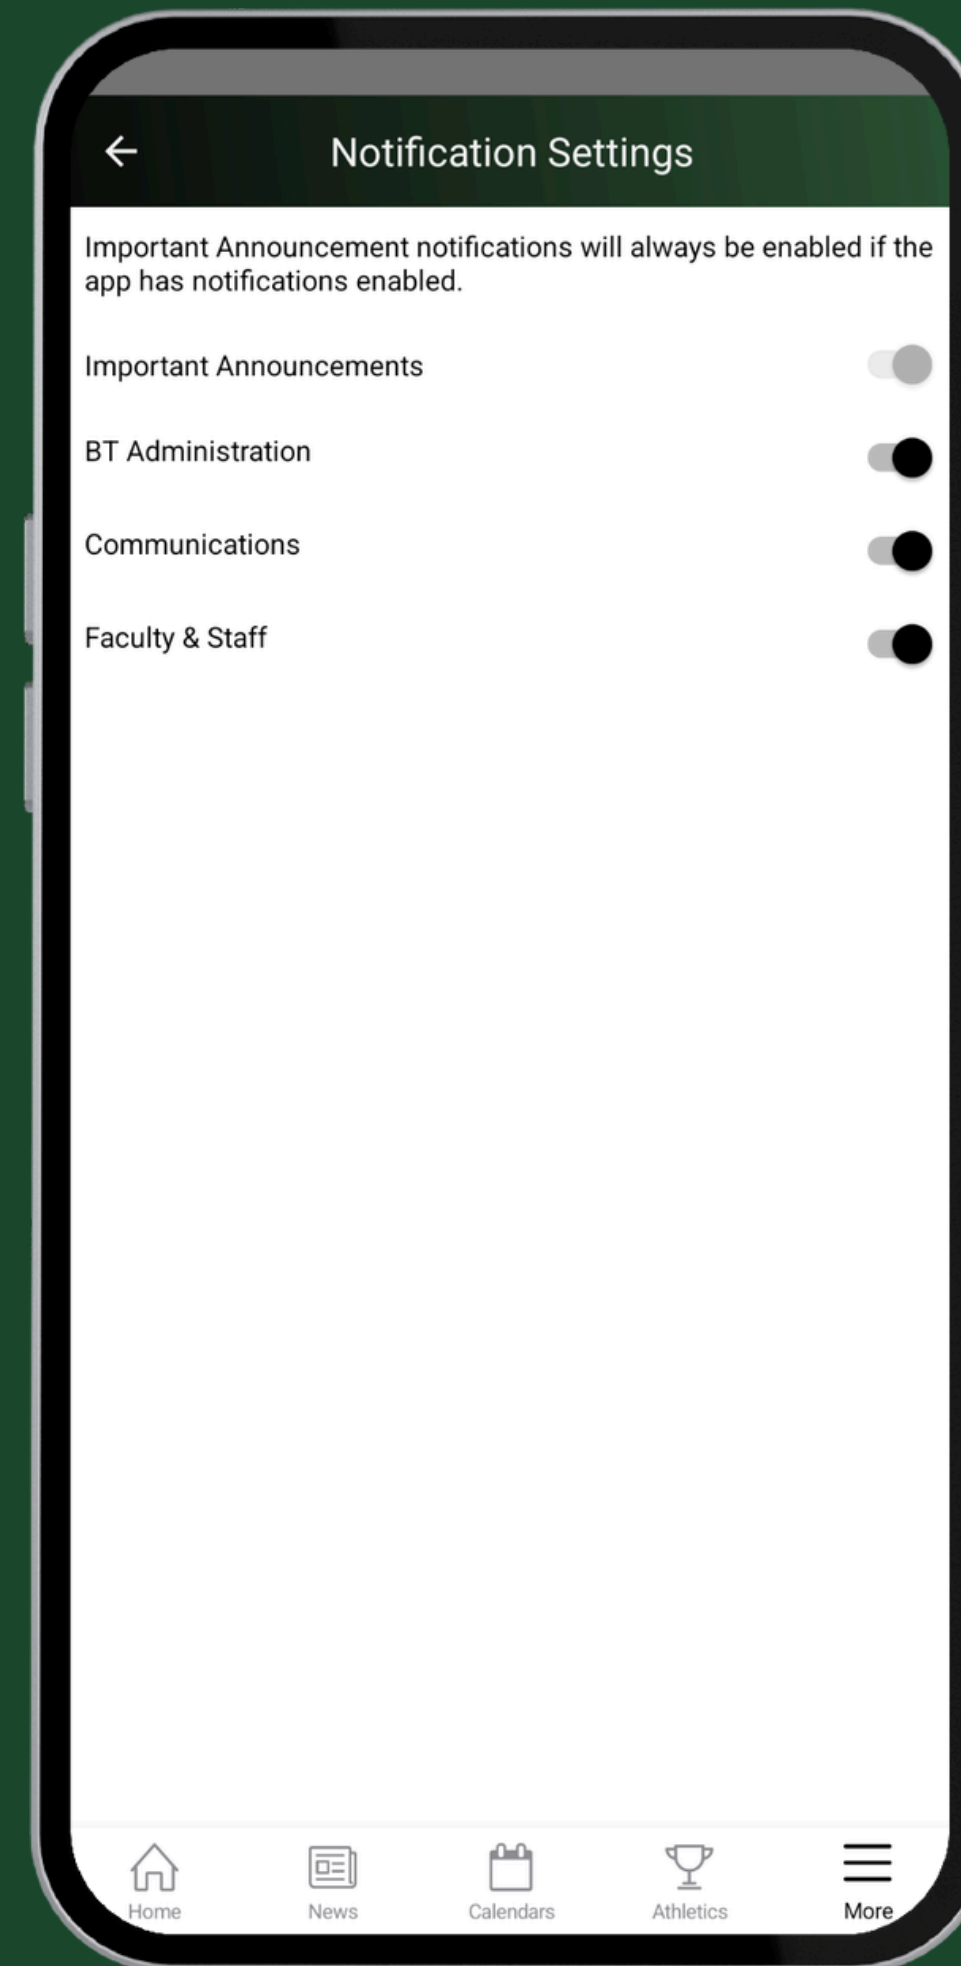 Notification Settings
Important Announcement notifications will always be enabled if the
app has notifications enabled.
Important Announcements
BT Administration
Communications
Faculty & Staff
Home
News
Calendars
Athletics
More